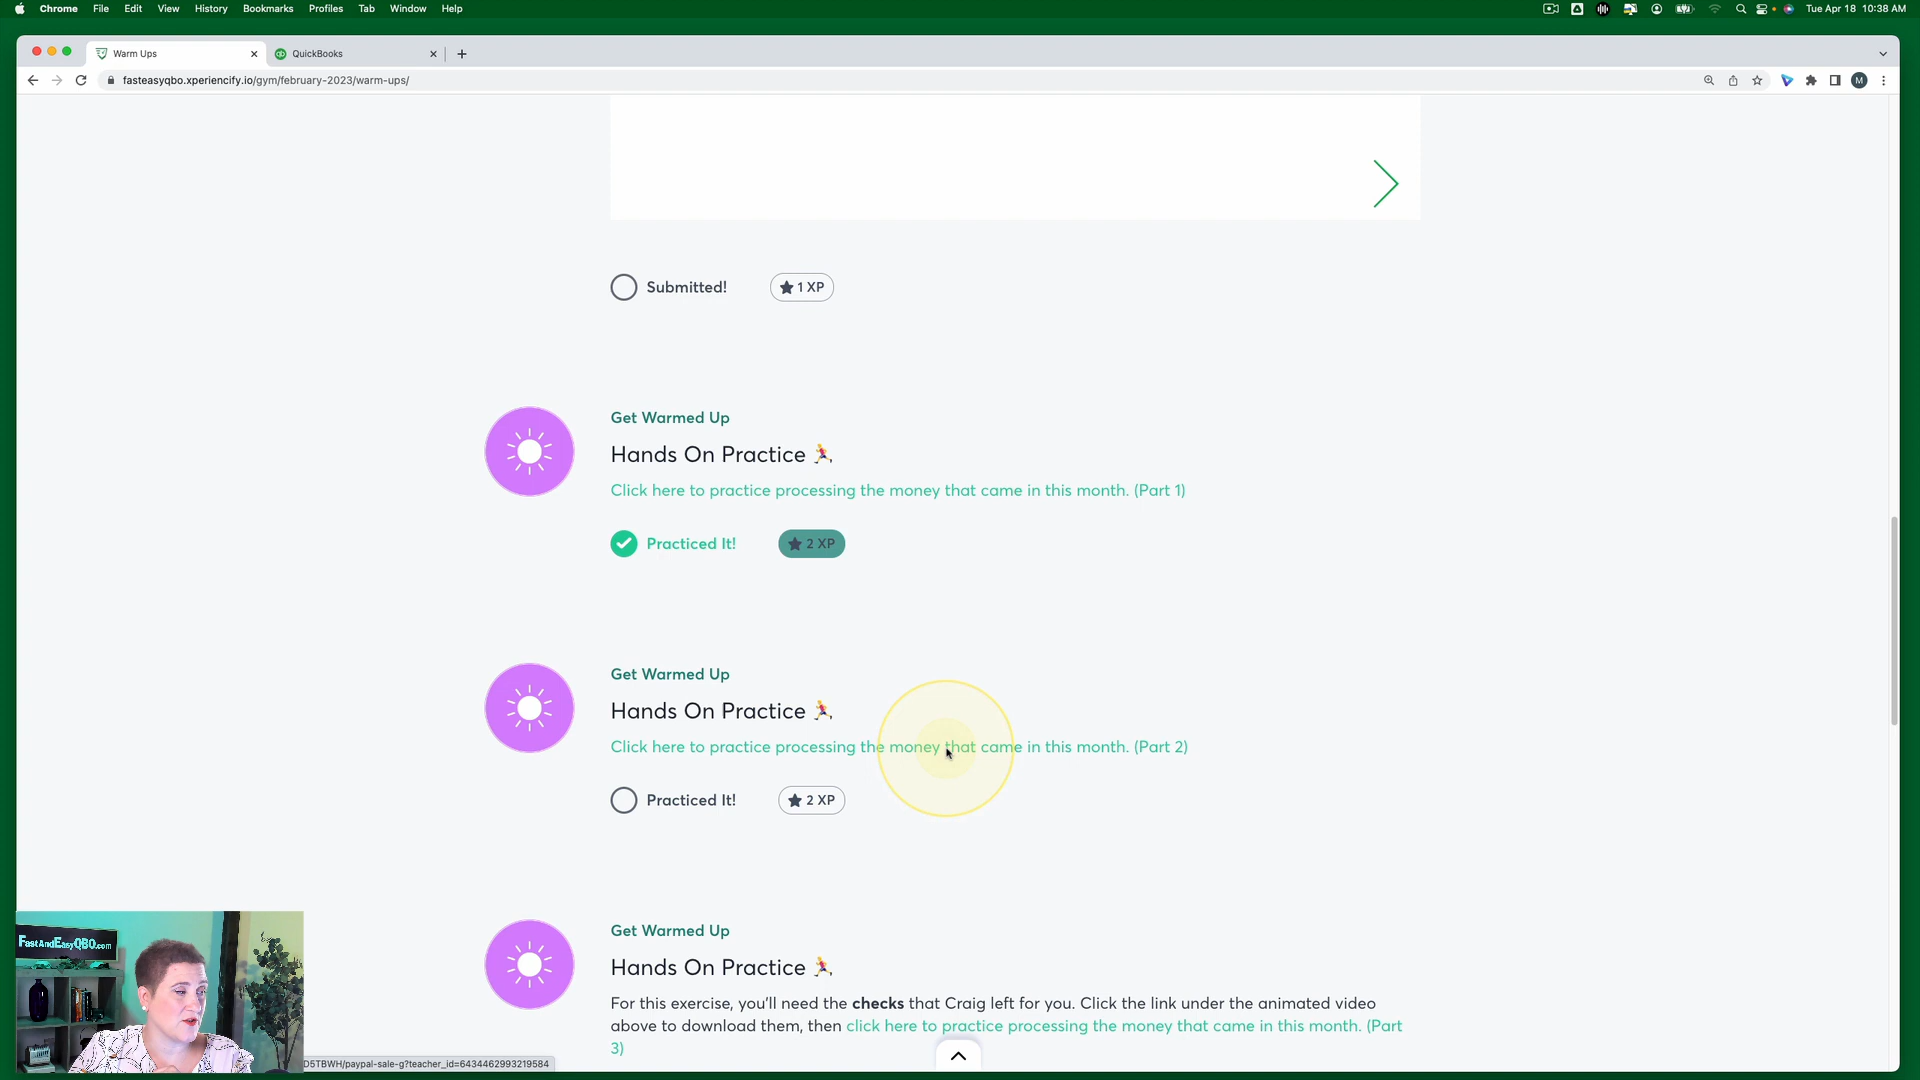 Chrome File Edit View History Bookmarks Profiles Tab Window Help
Tue Apr 18 10:38 AM
Warm Ups
QuickBooks
fasteasyqbo.xperiencify.io/gym/february-2023/warm-ups/
M
Submitted!
1 XP
Get Warmed Up
Hands On Practice
Click here to practice processing the money that came in this month. (Part 1)
Practiced It!
2 XP
Get Warmed Up
Hands On Practice
Click here to practice processing the money that came in this month. (Part 2)
Practiced It!
2 XP
Get Warmed Up
Hands On Practice
For this exercise, you'll need the checks that Craig left for you. Click the link under the animated video
above to download them, then click here to practice processing the money that came in this month. (Part
3)
FastAndEasyQBO.com
D5TBWH/paypal-sale-g?teacher_id=6434462993219584